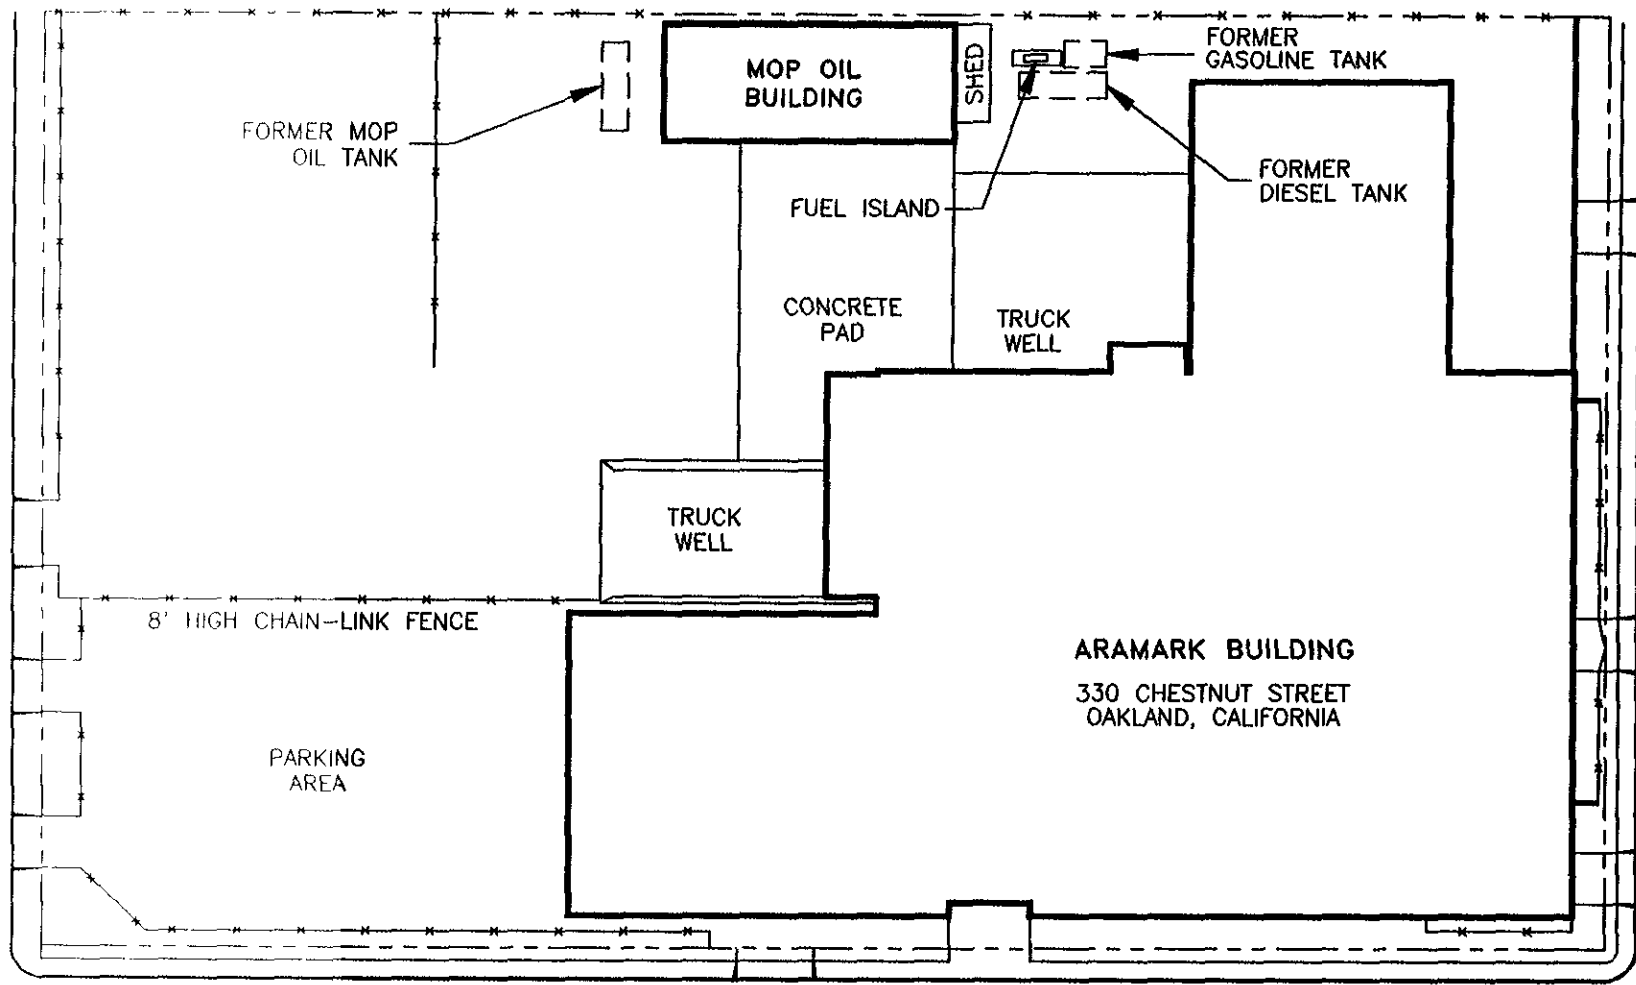 FORMER
GASOLINE TANK
MOP OIL
BUILDING
SHED
FORMER MOP
OIL TANK
FORMER
DIESEL TANK
FUEL ISLAND
CONCRETE
PAD
TRUCK
WELL
TRUCK
WELL
8' HIGH CHAIN-LINK FENCE
ARAMARK BUILDING
330 CHESTNUT STREET
OAKLAND, CALIFORNIA
PARKING
AREA